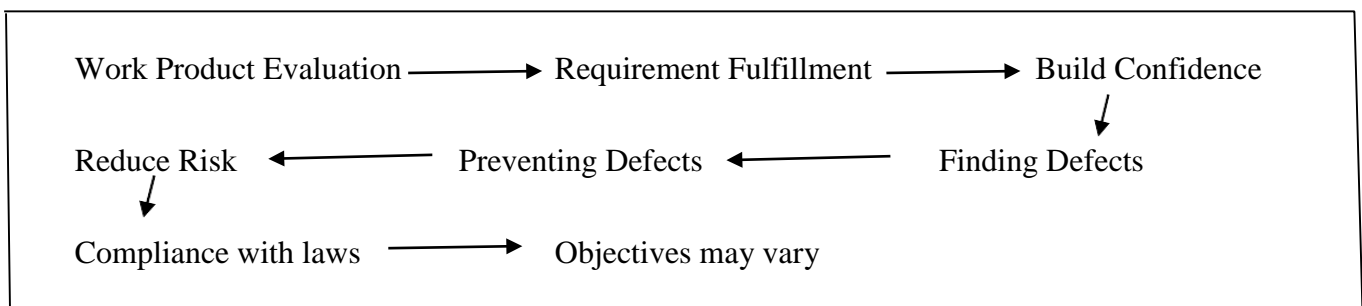 Work Product Evaluation Requirement Fulfillment Build Confidence
Reduce Risk Preventing Defects Finding Defects
Compliance with laws Objectives may vary